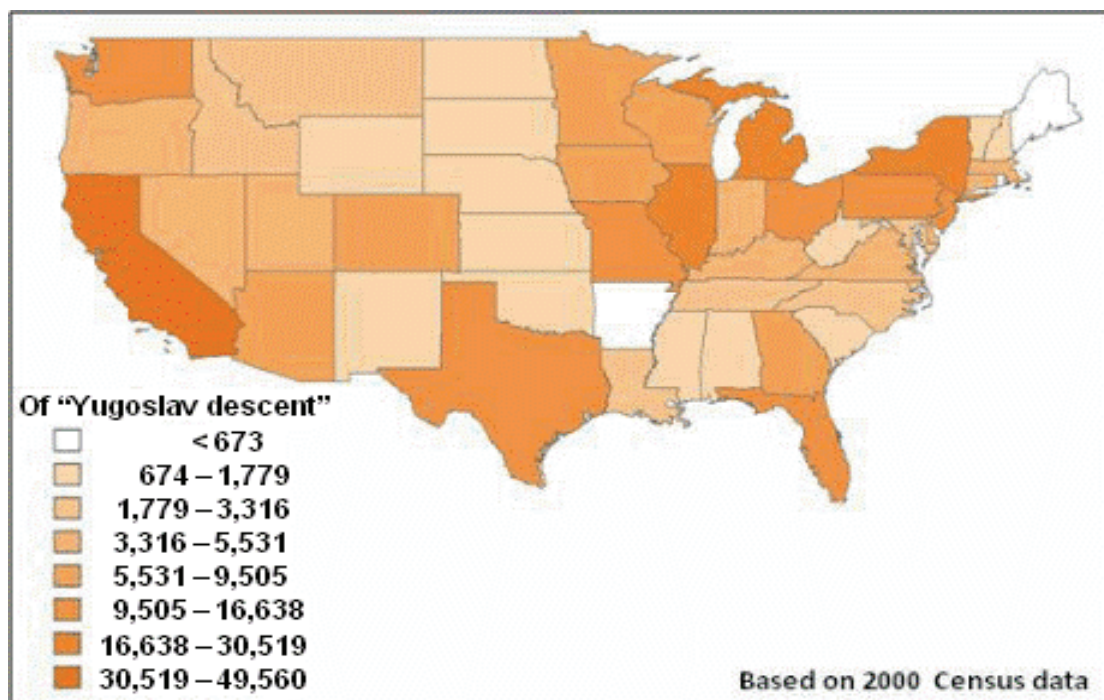 Of “Yugoslav descent”
<673
674 – 1,779
1,779 – 3,316
3,316 – 5,531
5,531 – 9,505
9,505 – 16,638
16,638 – 30,519
30,519 – 49,560
Based on 2000 Census data